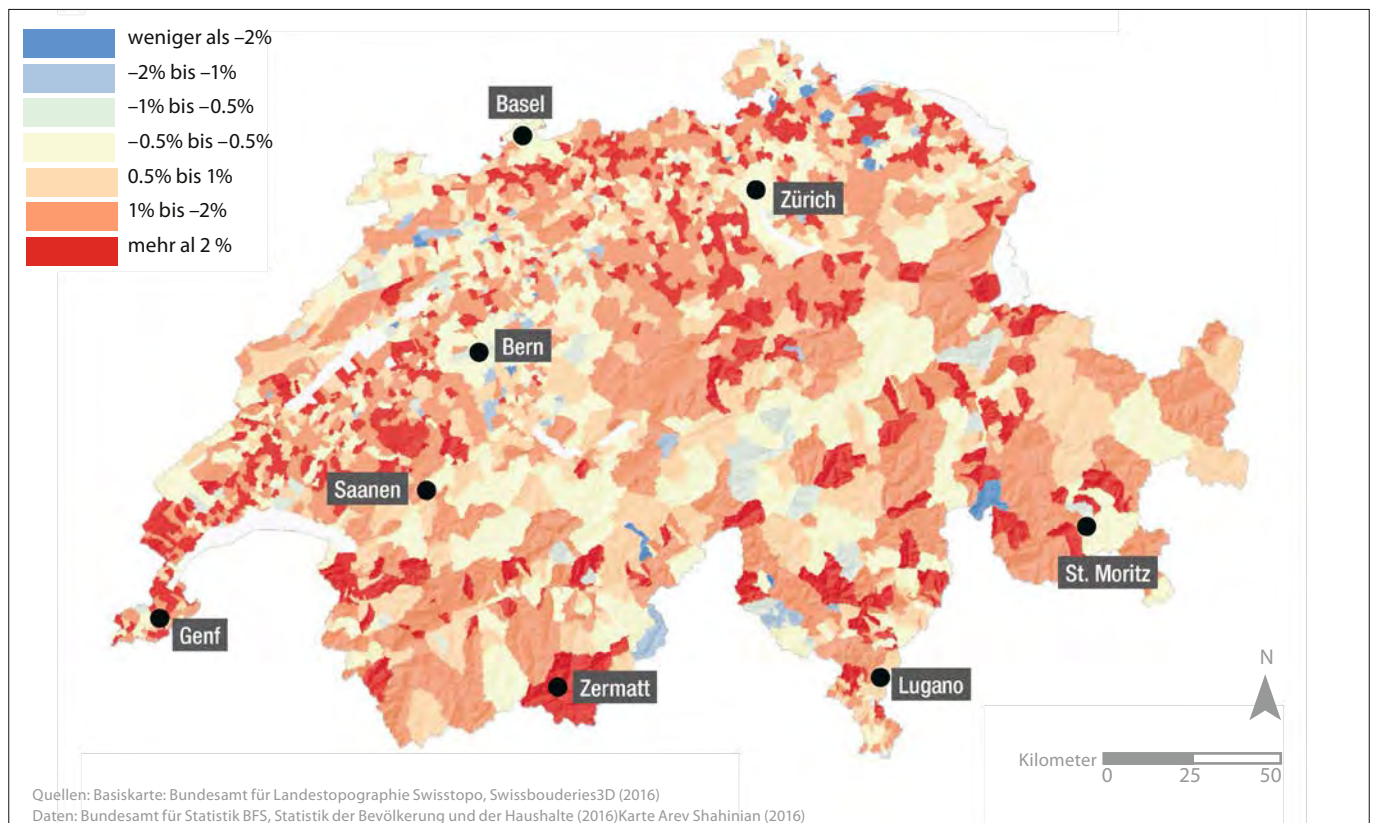 weniger als –2%
–2% bis –1%
–1% bis –0.5%
–0.5% bis –0.5%
0.5% bis 1%
1% bis –2%
mehr al 2 %
Basel
Zürich
Bern
Saanen
St. Moritz
Genf
Zermatt
Lugano
N
Kilometer
0 25 50
Quellen: Basiskarte: Bundesamt für Landestopographie Swisstopo, Swissbouderies3D (2016)
Daten: Bundesamt für Statistik BFS, Statistik der Bevölkerung und der Haushalte (2016)Karte Arev Shahinian (2016)